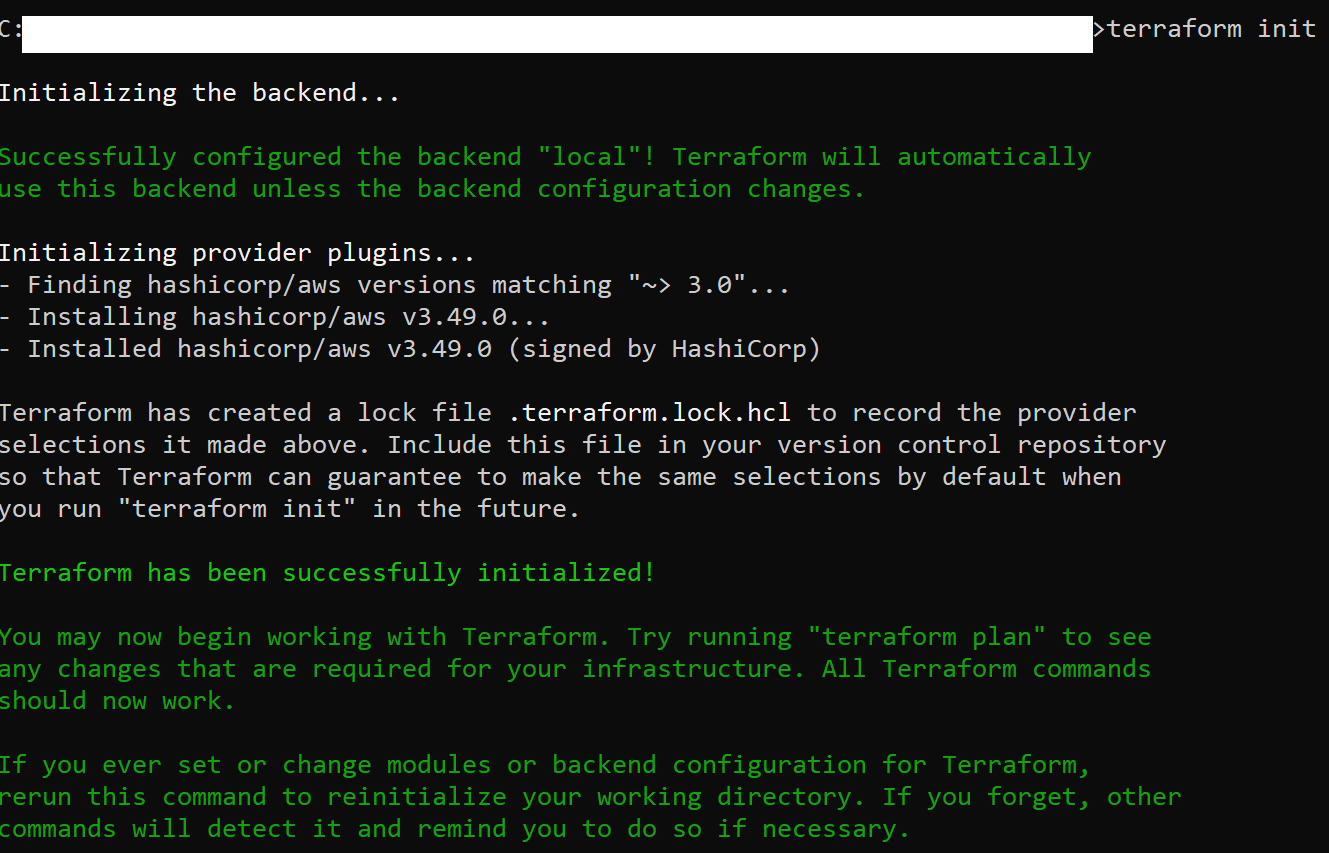 C: >terraform init
Initializing the backend...
Successfully configured the backend "local"! Terraform will automatically
use this backend unless the backend configuration changes.
Initializing provider plugins...
- Finding hashicorp/aws versions matching "~> 3.0"...
- Installing hashicorp/aws v3.49.0...
- Installed hashicorp/aws v3.49.0 (signed by HashiCorp)
Terraform has created a lock file .terraform.lock.hcl to record the provider
selections it made above. Include this file in your version control repository
so that Terraform can guarantee to make the same selections by default when
you run "terraform init" in the future.
Terraform has been successfully initialized!
You may now begin working with Terraform. Try running "terraform plan" to see
any changes that are required for your infrastructure. All Terraform commands
should now work.
If you ever set or change modules or backend configuration for Terraform,
rerun this command to reinitialize your working directory. If you forget, other
commands will detect it and remind you to do so if necessary.